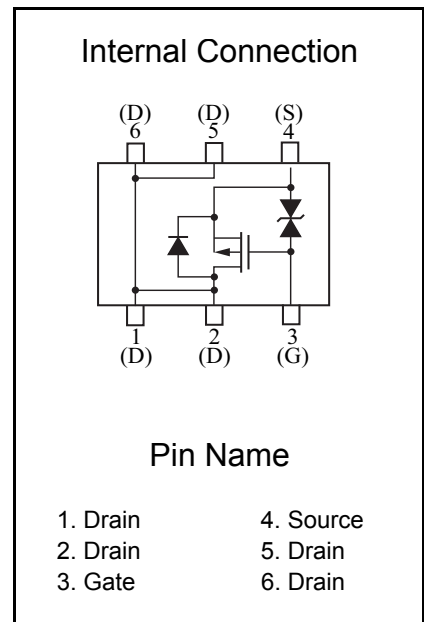 Internal Connection
(D) (D) (S)
6 5 4
1 2 3
(D) (D) (G)
Pin Name
1. Drain 4. Source
2. Drain 5. Drain
3. Gate 6. Drain